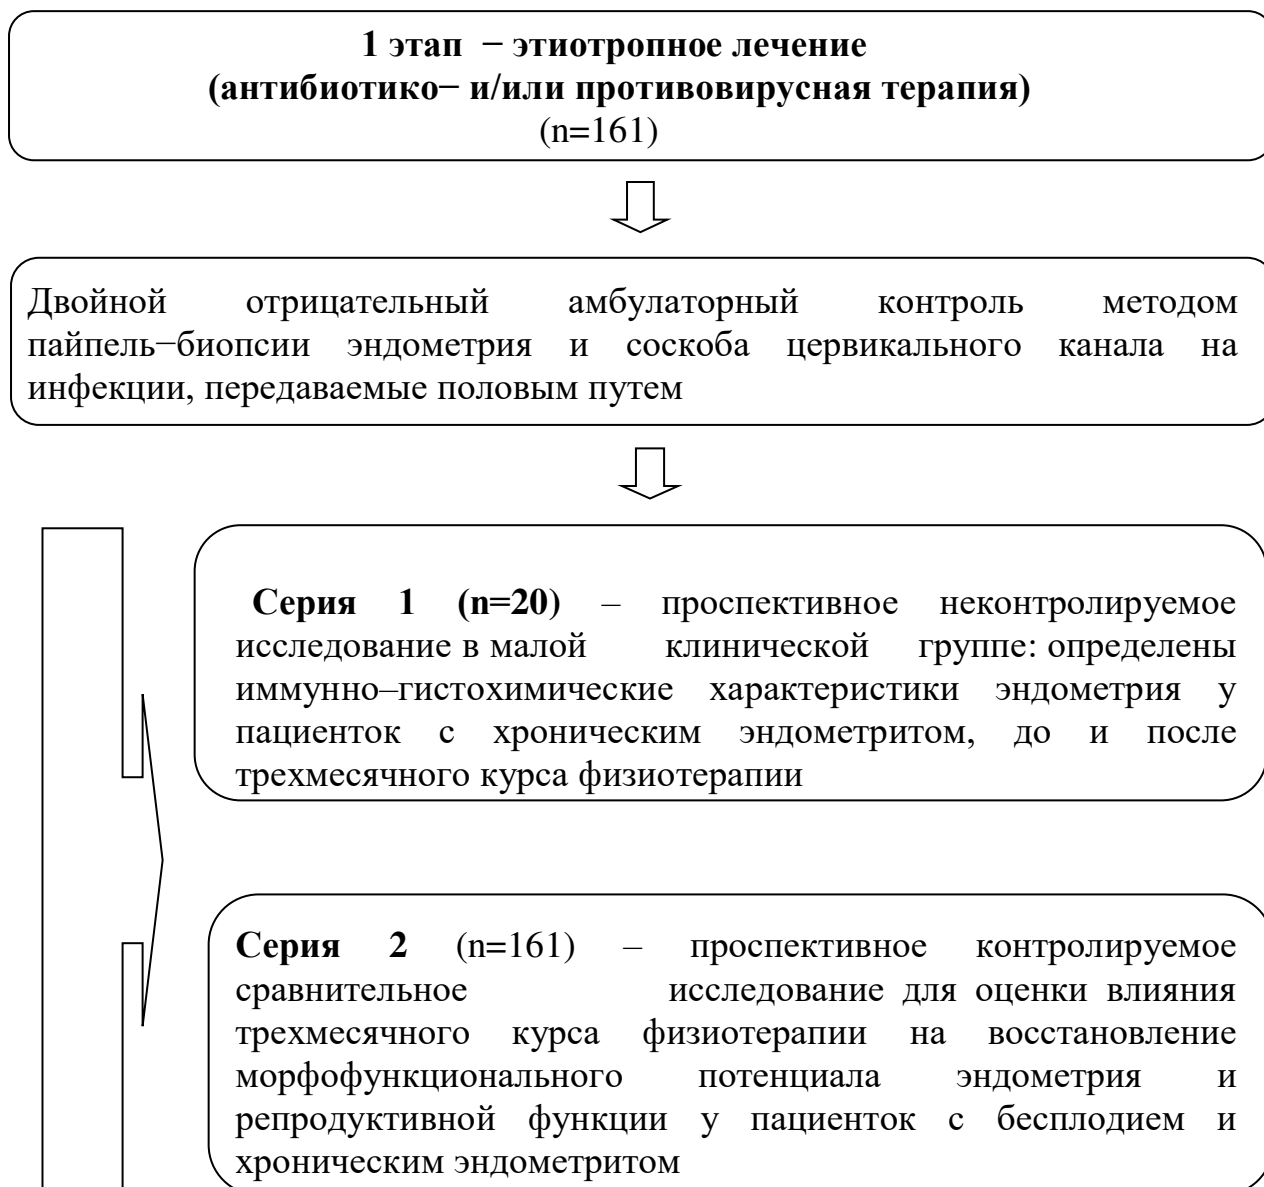 1 этап − этиотропное лечение
(антибиотико− и/или противовирусная терапия)
(n=161)
Двойной отрицательный амбулаторный контроль методом
пайпель−биопсии эндометрия и соскоба цервикального канала на
инфекции, передаваемые половым путем
Серия 1 (n=20) – проспективное неконтролируемое
исследование в малой клинической группе: определены
иммунно–гистохимические характеристики эндометрия у
пациенток с хроническим эндометритом, до и после
трехмесячного курса физиотерапии
Серия 2 (n=161) – проспективное контролируемое
сравнительное исследование для оценки влияния
трехмесячного курса физиотерапии на восстановление
морфофункционального потенциала эндометрия и
репродуктивной функции у пациенток с бесплодием и
хроническим эндометритом